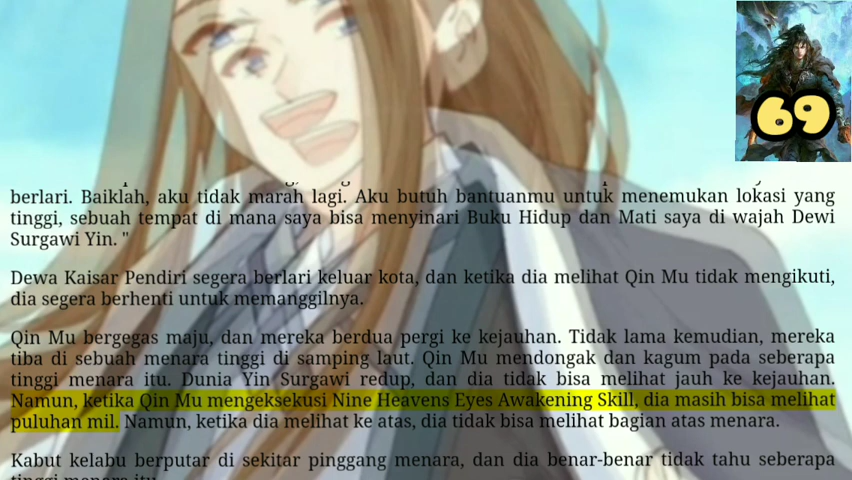 69
berlari. Baiklah, aku tidak marah lagi. Aku butuh bantuanmu untuk menemukan lokasi yang
tinggi, sebuah tempat di mana saya bisa menyinari Buku Hidup dan Mati saya di wajah Dewi
Surgawi Yin. "
Dewa Kaisar Pendiri segera berlari keluar kota, dan ketika dia melihat Qin Mu tidak mengikuti,
dia segera berhenti untuk memanggilnya.
Qin Mu bergegas maju, dan mereka berdua pergi ke kejauhan. Tidak lama kemudian, mereka
tiba di sebuah menara tinggi di samping laut. Qin Mu mendongak dan kagum pada seberapa
tinggi menara itu. Dunia Yin Surgawi redup, dan dia tidak bisa melihat jauh ke kejauhan.
Namun, ketika Qin Mu mengeksekusi Nine Heavens Eyes Awakening Skill, dia masih bisa melihat
puluhan mil. Namun, ketika dia melihat ke atas, dia tidak bisa melihat bagian atas menara.
Kabut kelabu berputar di sekitar pinggang menara, dan dia benar-benar tidak tahu seberapa
tinggi menara itu.